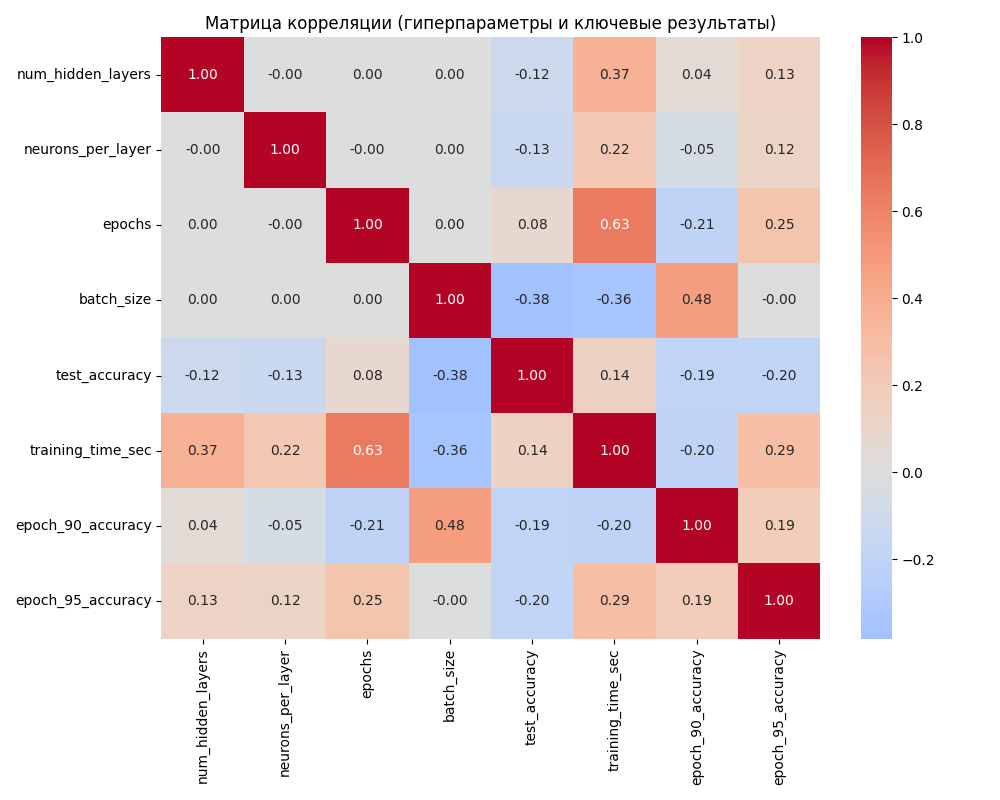 Матрица корреляции (гиперпараметры и ключевые результаты)
num_hidden_layers 1.00 -0.00 0.00 0.00 -0.12 0.37 0.04 0.13
neurons_per_layer -0.00 1.00 -0.00 0.00 -0.13 0.22 -0.05 0.12
epochs 0.00 -0.00 1.00 0.00 0.08 0.63 -0.21 0.25
batch_size 0.00 0.00 0.00 1.00 -0.38 -0.36 0.48 -0.00
test_accuracy -0.12 -0.13 0.08 -0.38 1.00 0.14 -0.19 -0.20
training_time_sec 0.37 0.22 0.63 -0.36 0.14 1.00 -0.20 0.29
epoch_90_accuracy 0.04 -0.05 -0.21 0.48 -0.19 -0.20 1.00 0.19
epoch_95_accuracy 0.13 0.12 0.25 -0.00 -0.20 0.29 0.19 1.00
num_hidden_layers
neurons_per_layer
epochs
batch_size
test_accuracy
training_time_sec
epoch_90_accuracy
epoch_95_accuracy
1.0
0.8
0.6
0.4
0.2
0.0
−0.2